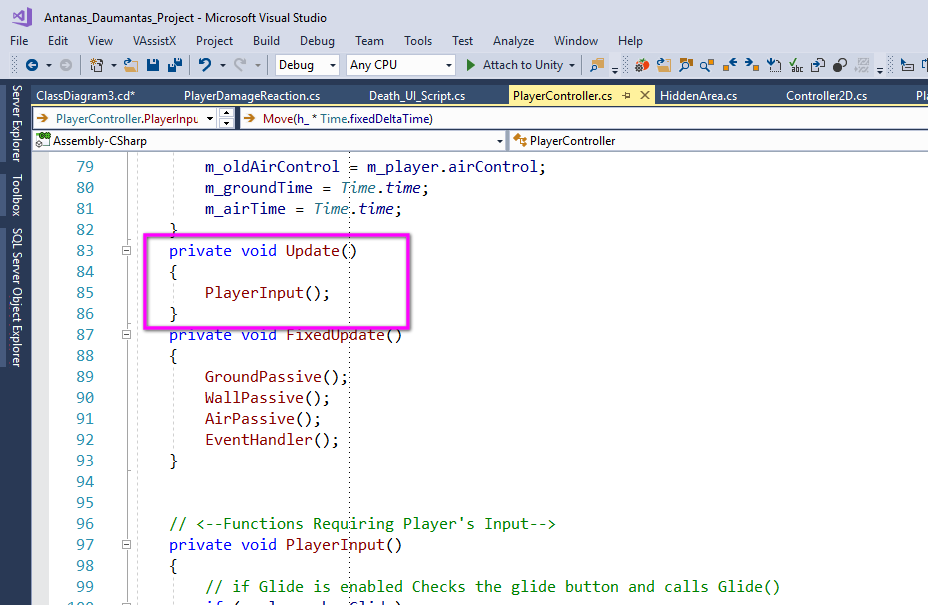 Antanas_Daumantas_Project - Microsoft Visual Studio
File Edit View VAssistX Project Build Debug Team Tools Test Analyze Window Help
Debug Any CPU Attach to Unity
ClassDiagram3.cd* PlayerDamageReaction.cs Death_UI_Script.cs PlayerController.cs HiddenArea.cs Controller2D.cs
PlayerController.PlayerInpu Move(h_ * Time.fixedDeltaTime)
Assembly-CSharp PlayerController
Server Explorer
Toolbox
SQL Server Object Explorer
79 m_oldAirControl = m_player.airControl;
80 m_groundTime = Time.time;
81 m_airTime = Time.time;
82 }
83 private void Update()
84 {
85 PlayerInput();
86 }
87 private void FixedUpdate()
88 {
89 GroundPassive();
90 WallPassive();
91 AirPassive();
92 EventHandler();
93 }
94
95
96 // <--Functions Requiring Player's Input-->
97 private void PlayerInput()
98 {
99 // if Glide is enabled Checks the glide button and calls Glide()